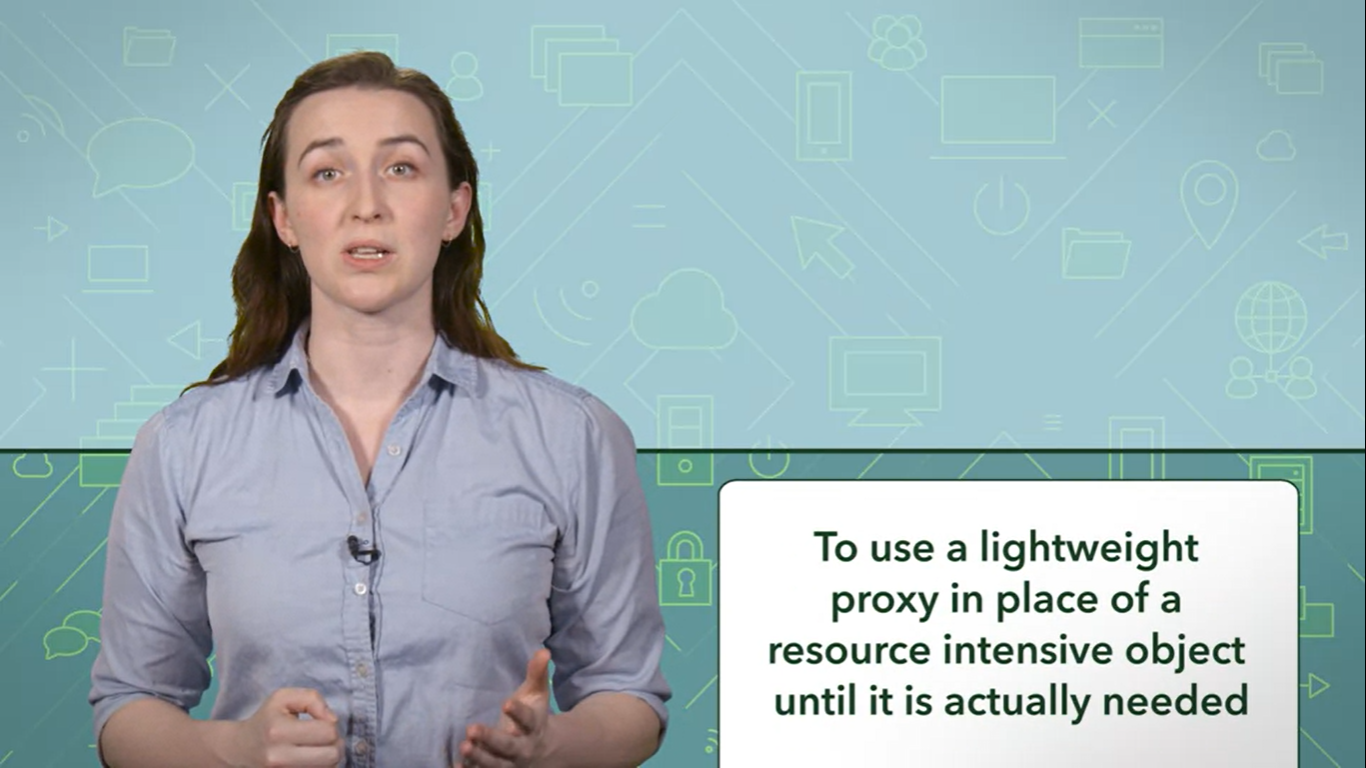 To use a lightweight
proxy in place of a
resource intensive object
until it is actually needed